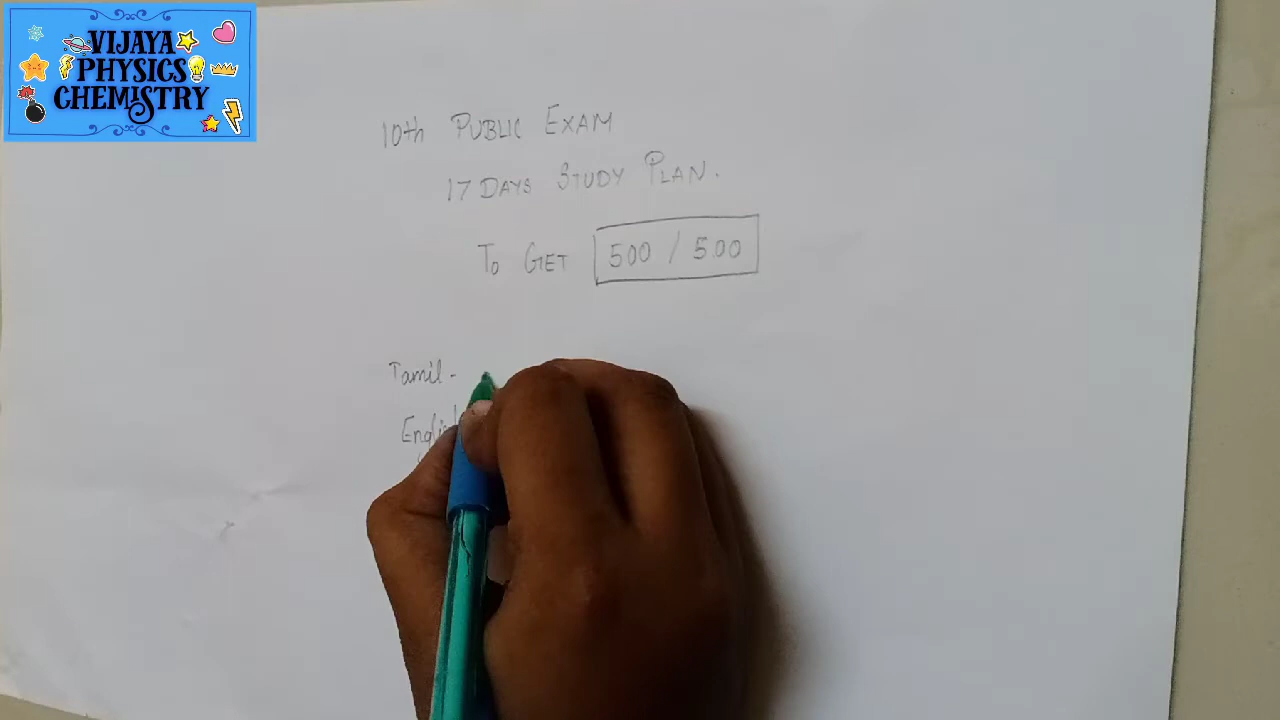 VIJAYA
PHYSICS
CHEMISTRY
10th PUBLIC EXAM
17 DAYS STUDY PLAN.
To GET 500 / 500
Tamil -